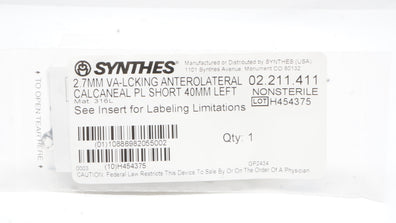 SYNTHES
Manufactured or Distributed by SYNTHES (USA)
1101 Synthes Avenue, Monument CO 80132
2.7MM VA-LCKING ANTEROLATERAL
CALCANEAL PL SHORT 40MM LEFT
Mat: 316L
02.211.411
NONSTERILE
LOT H454375
See Insert for Labeling Limitations
Qty: 1
(01)10886982055002
0003
(10)H454375
GP2424
CAUTION: Federal Law Restricts This Device To Sale By Or On The Order Of A Physician.
TO OPEN TEAR HERE